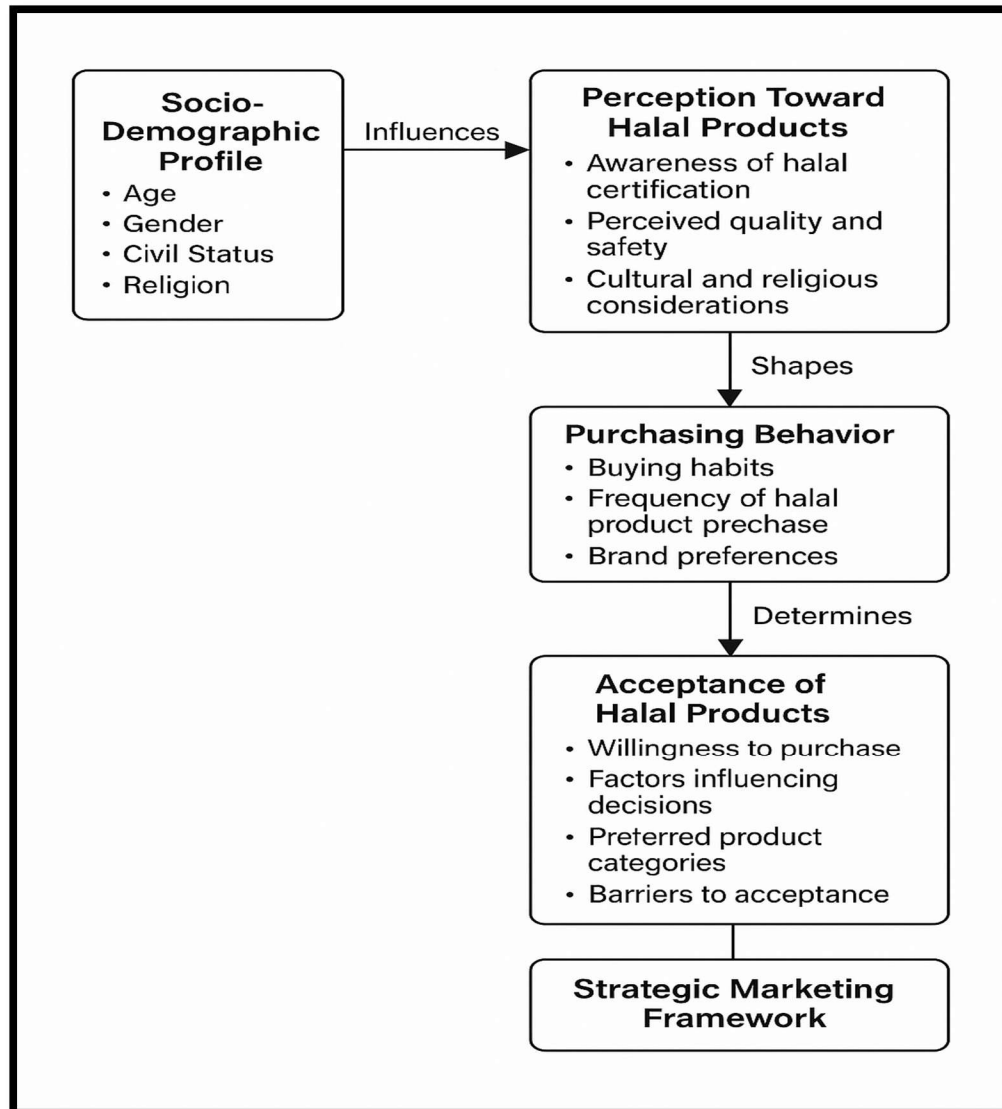 Socio-
Demographic
Profile
• Age
• Gender
• Civil Status
• Religion
Influences
Perception Toward
Halal Products
• Awareness of halal
certification
• Perceived quality and
safety
• Cultural and religious
considerations
Shapes
Purchasing Behavior
• Buying habits
• Frequency of halal
product prechase
• Brand preferences
Determines
Acceptance of
Halal Products
• Willingness to purchase
• Factors influencing
decisions
• Preferred product
categories
• Barriers to acceptance
Strategic Marketing
Framework